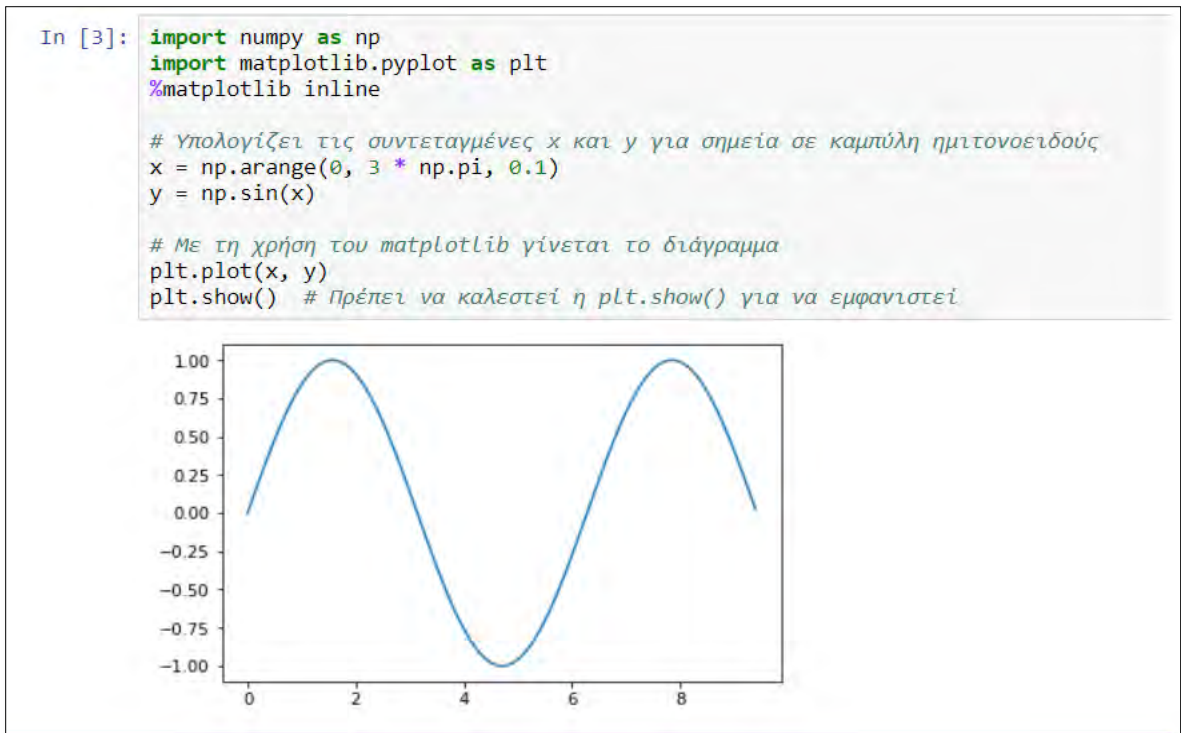 In [3]: import numpy as np
import matplotlib.pyplot as plt
%matplotlib inline
# Υπολογίζει τις συντεταγμένες x και y για σημεία σε καμπύλη ημιτονοειδούς
x = np.arange(0, 3 * np.pi, 0.1)
y = np.sin(x)
# Με τη χρήση του matplotlib γίνεται το διάγραμμα
plt.plot(x, y)
plt.show()  # Πρέπει να καλεστεί η plt.show() για να εμφανιστεί
1.00
0.75
0.50
0.25
0.00
−0.25
−0.50
−0.75
−1.00
0 2 4 6 8